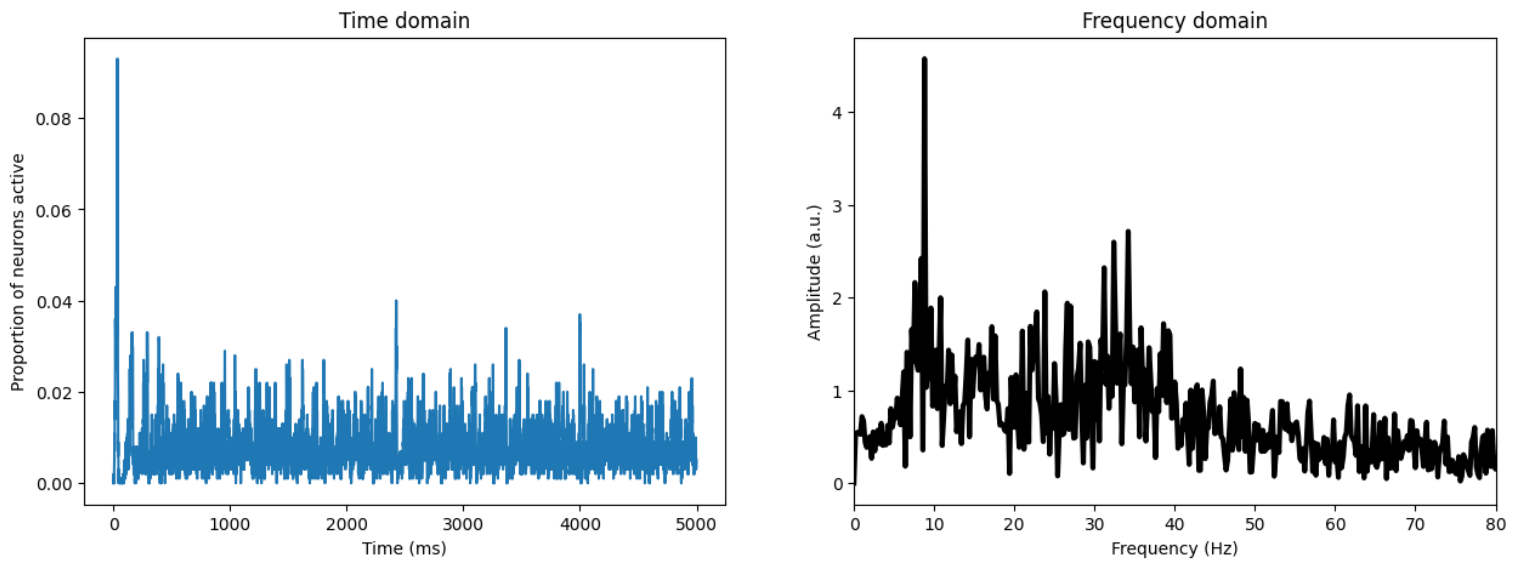 Time domain
Proportion of neurons active
0.08
0.06
0.04
0.02
0.00
0 1000 2000 3000 4000 5000
Time (ms)
Frequency domain
Amplitude (a.u.)
4
3
2
1
0
0 10 20 30 40 50 60 70 80
Frequency (Hz)